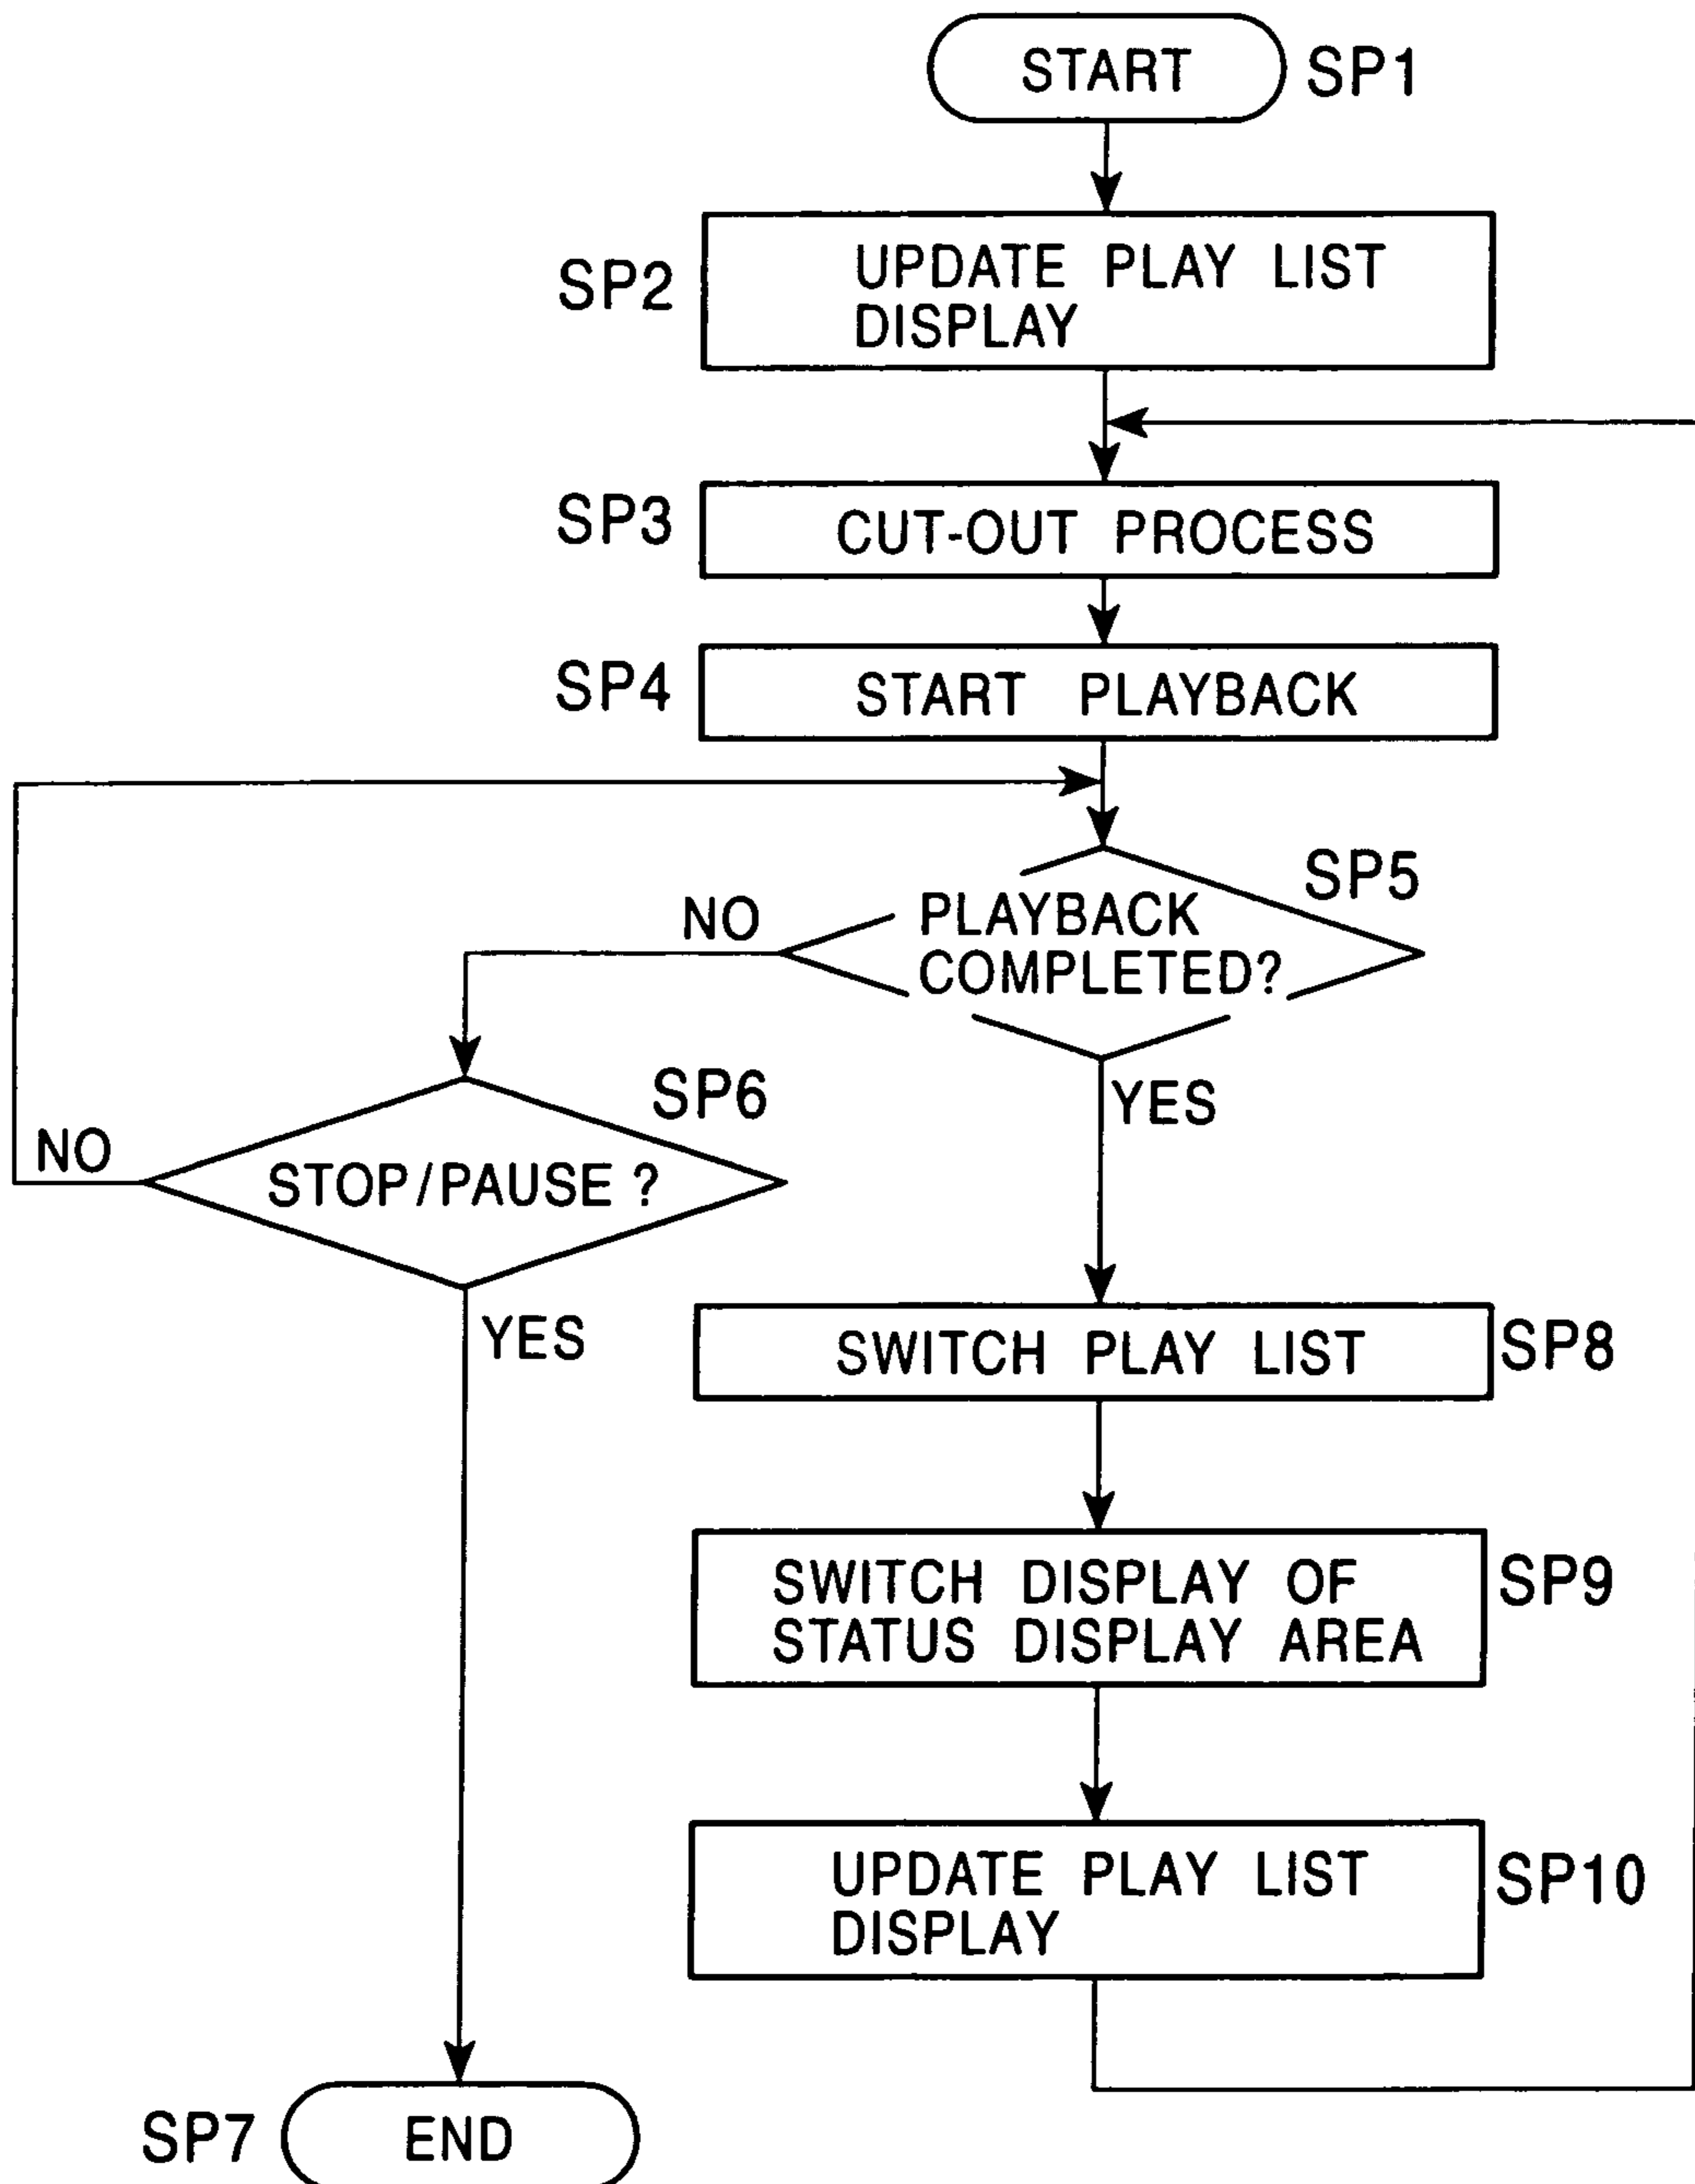 START SP1
SP2 UPDATE PLAY LIST
DISPLAY
SP3 CUT-OUT PROCESS
SP4 START PLAYBACK
SP5
NO PLAYBACK
COMPLETED?
SP6
YES
NO
STOP/PAUSE ?
YES
SWITCH PLAY LIST SP8
SWITCH DISPLAY OF SP9
STATUS DISPLAY AREA
UPDATE PLAY LIST SP10
DISPLAY
SP7 END